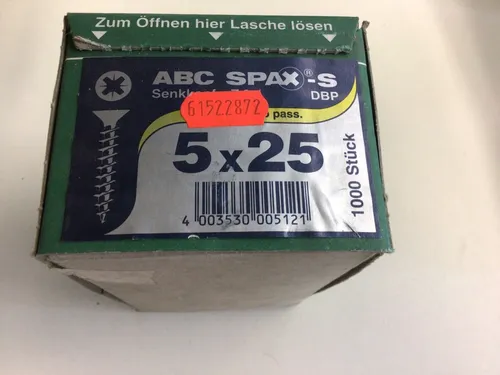 Zum Öffnen hier Lasche lösen
ABC SPAX®-S
DBP
61522872
pass.
5x25
1000 Stück
4 003530 005121